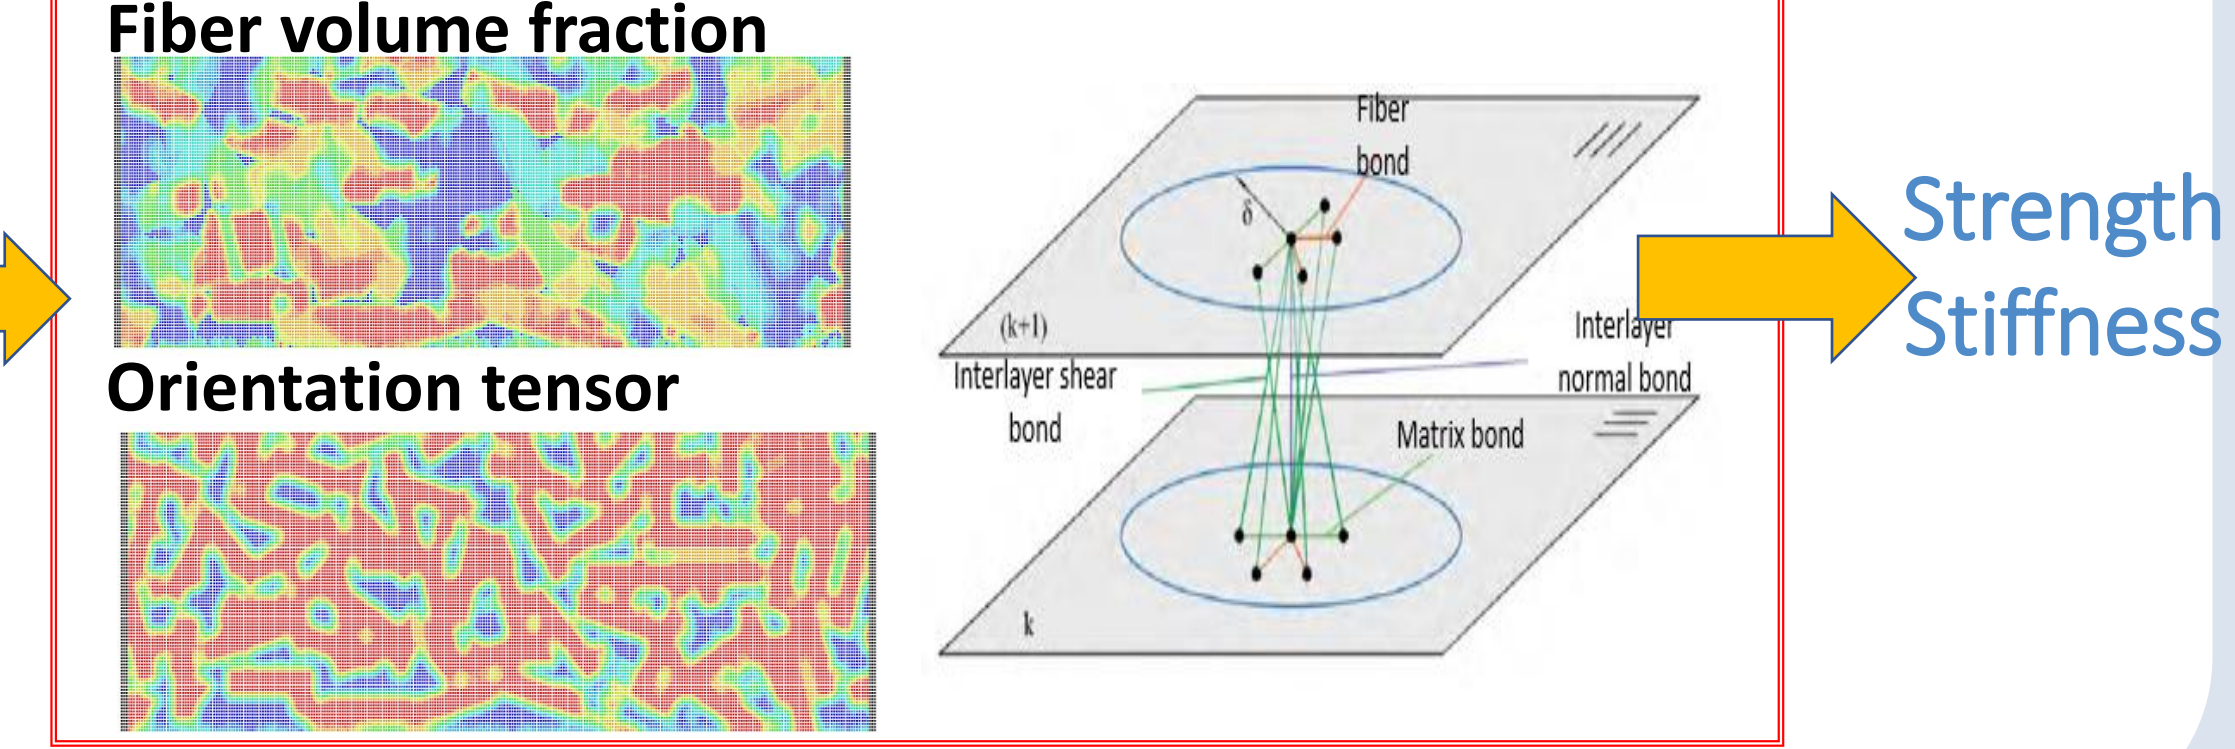 Fiber volume fraction
Orientation tensor
Fiber
bond
δ
(k+1)
Interlayer shear
bond
Interlayer
normal bond
Matrix bond
k
Strength
Stiffness